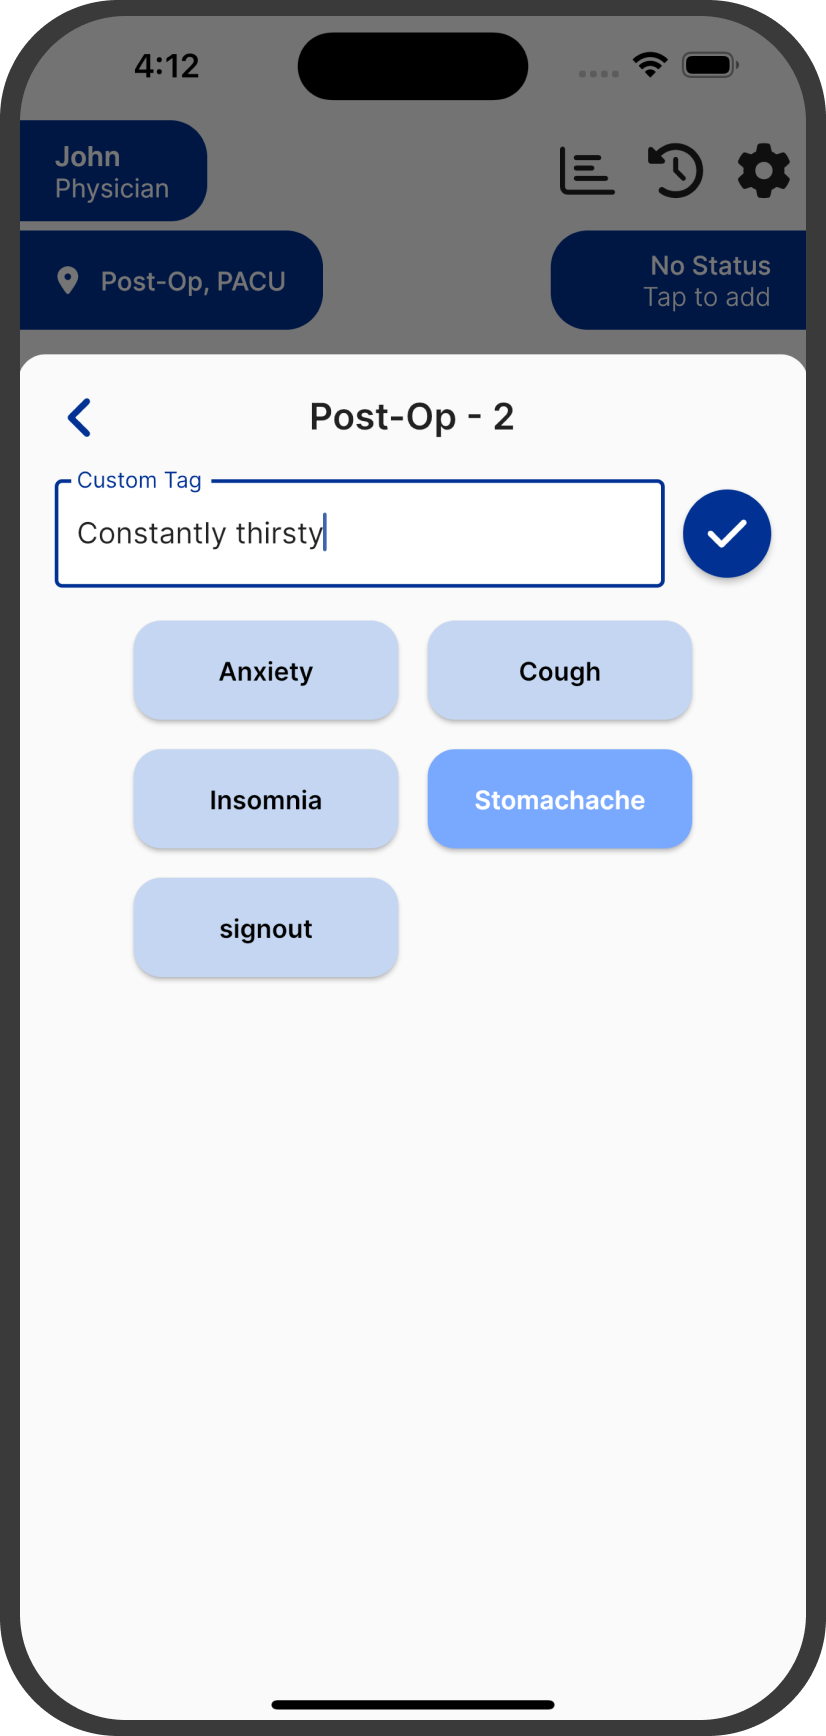 4:12
John
Physician
Post-Op, PACU
No Status
Tap to add
Post-Op - 2
Custom Tag
Constantly thirsty
Anxiety
Cough
Insomnia
Stomachache
signout